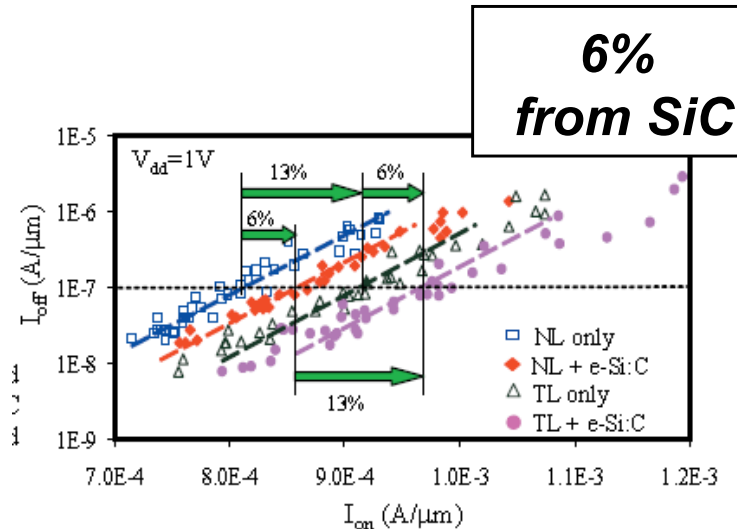 6%
from SiC
1E-5
V_dd=1V
13%
6%
1E-6
6%
I_off (A/μm)
1E-7
NL only
NL + e-Si:C
1E-8
TL only
13%
TL + e-Si:C
1E-9
7.0E-4 8.0E-4 9.0E-4 1.0E-3 1.1E-3 1.2E-3
I_on (A/μm)